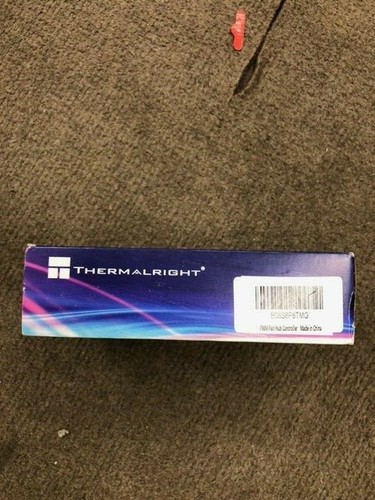 THERMALRIGHT®
PWM Fan Hub Controller Made in China